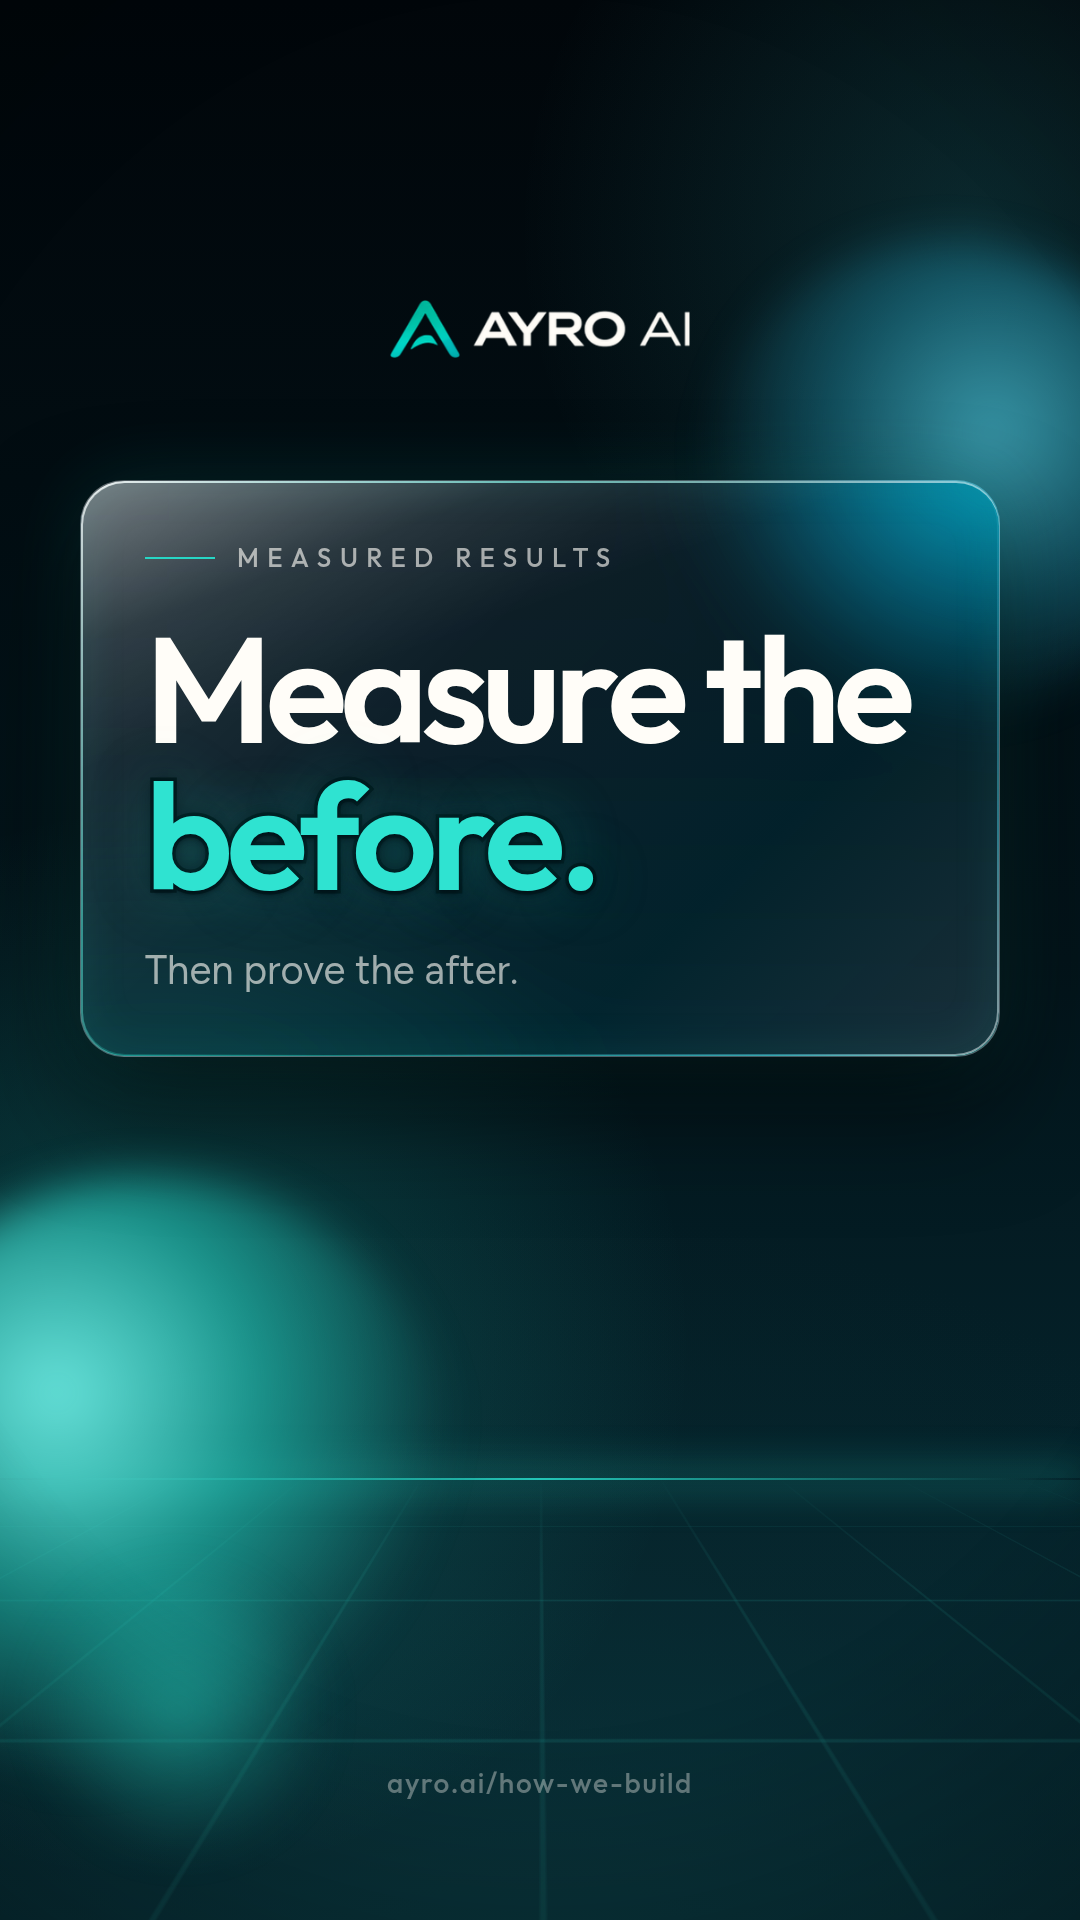 AYRO AI
MEASURED RESULTS
Measure the
before.
Then prove the after.
ayro.ai/how-we-build